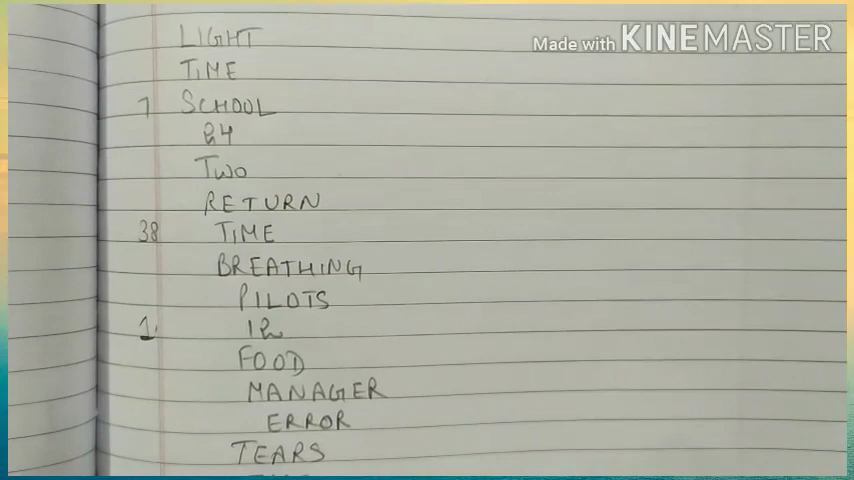 LIGHT
Made with KINEMASTER
TIME
7 SCHOOL
24
TWO
RETURN
38 TIME
BREATHING
PILOTS
1. 12
FOOD
MANAGER
ERROR
TEARS